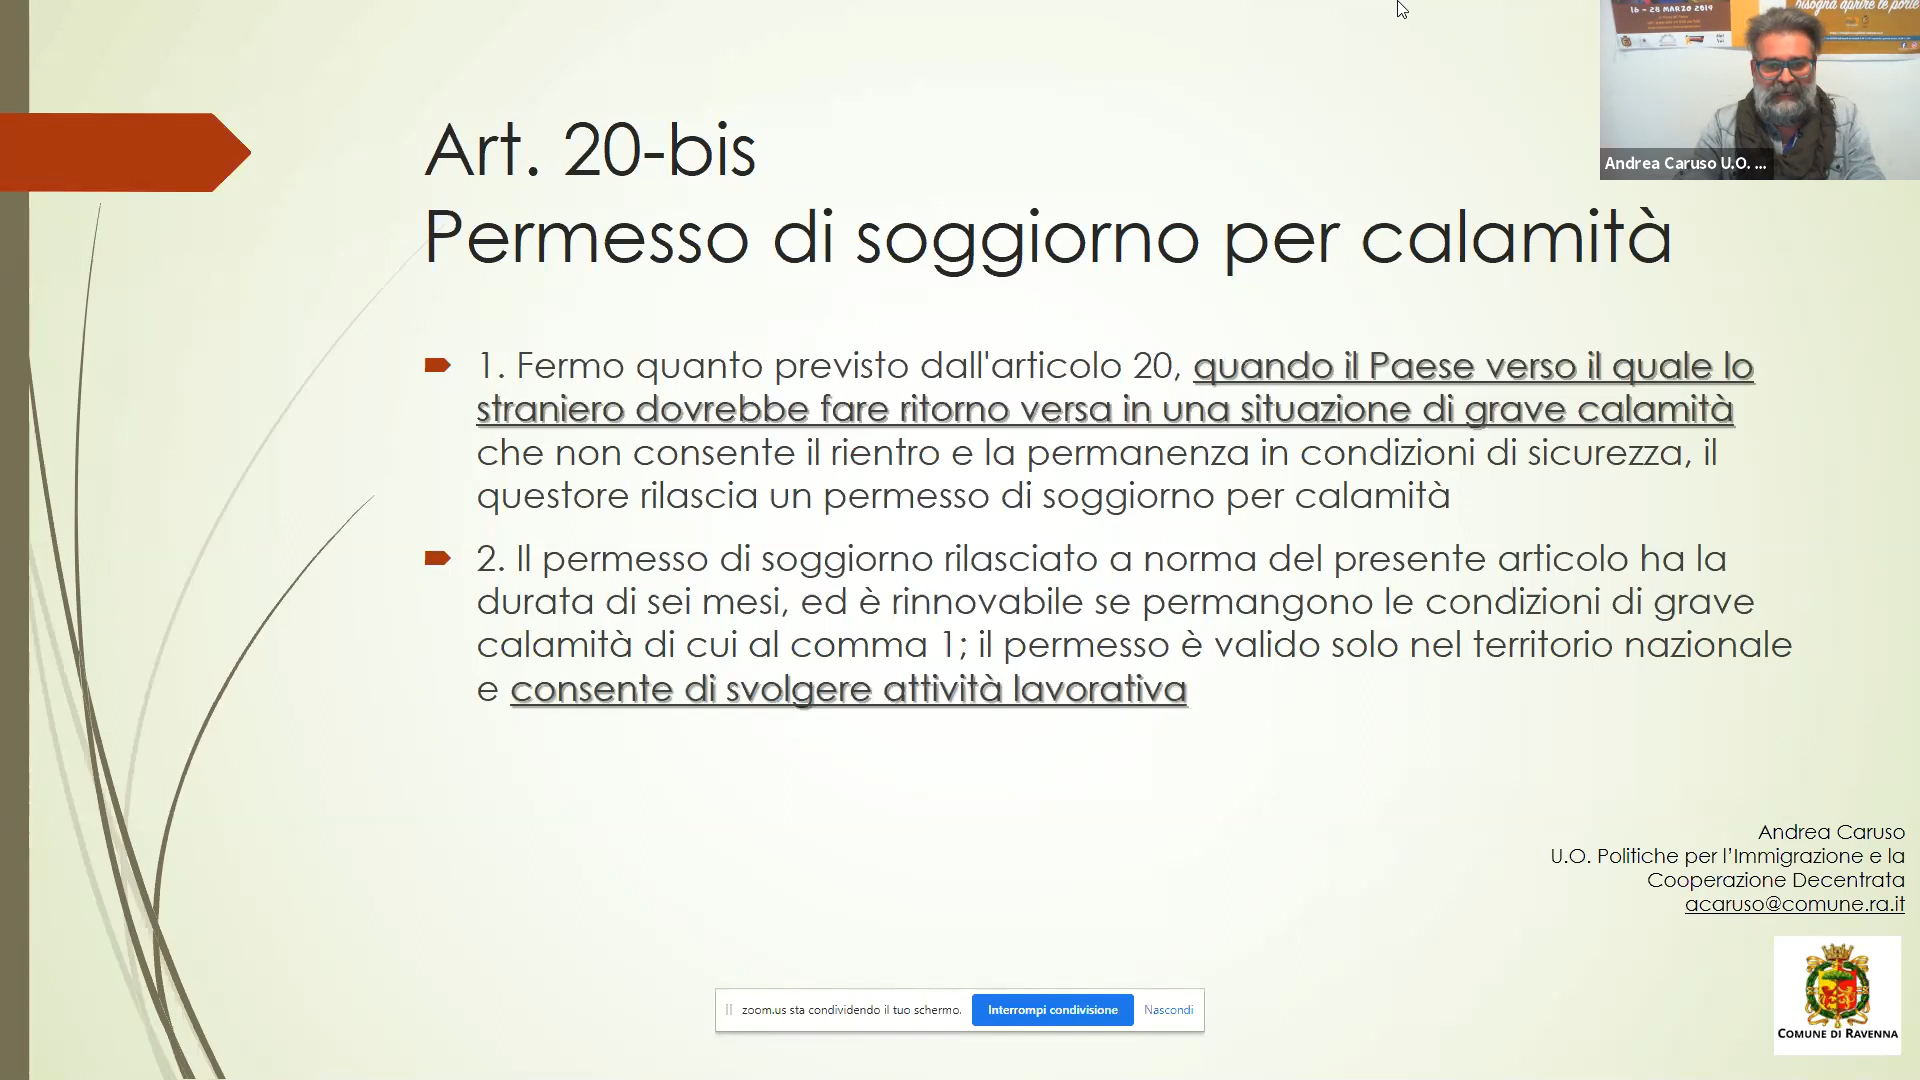 16 - 28 MARZO 2019
bisogna aprire le porte
Andrea Caruso U.O. ...
Art. 20-bis
Permesso di soggiorno per calamità
1. Fermo quanto previsto dall'articolo 20, quando il Paese verso il quale lo
straniero dovrebbe fare ritorno versa in una situazione di grave calamità
che non consente il rientro e la permanenza in condizioni di sicurezza, il
questore rilascia un permesso di soggiorno per calamità
2. Il permesso di soggiorno rilasciato a norma del presente articolo ha la
durata di sei mesi, ed è rinnovabile se permangono le condizioni di grave
calamità di cui al comma 1; il permesso è valido solo nel territorio nazionale
e consente di svolgere attività lavorativa
Andrea Caruso
U.O. Politiche per l’Immigrazione e la
Cooperazione Decentrata
acaruso@comune.ra.it
zoom.us sta condividendo il tuo schermo.
Interrompi condivisione
Nascondi
COMUNE DI RAVENNA